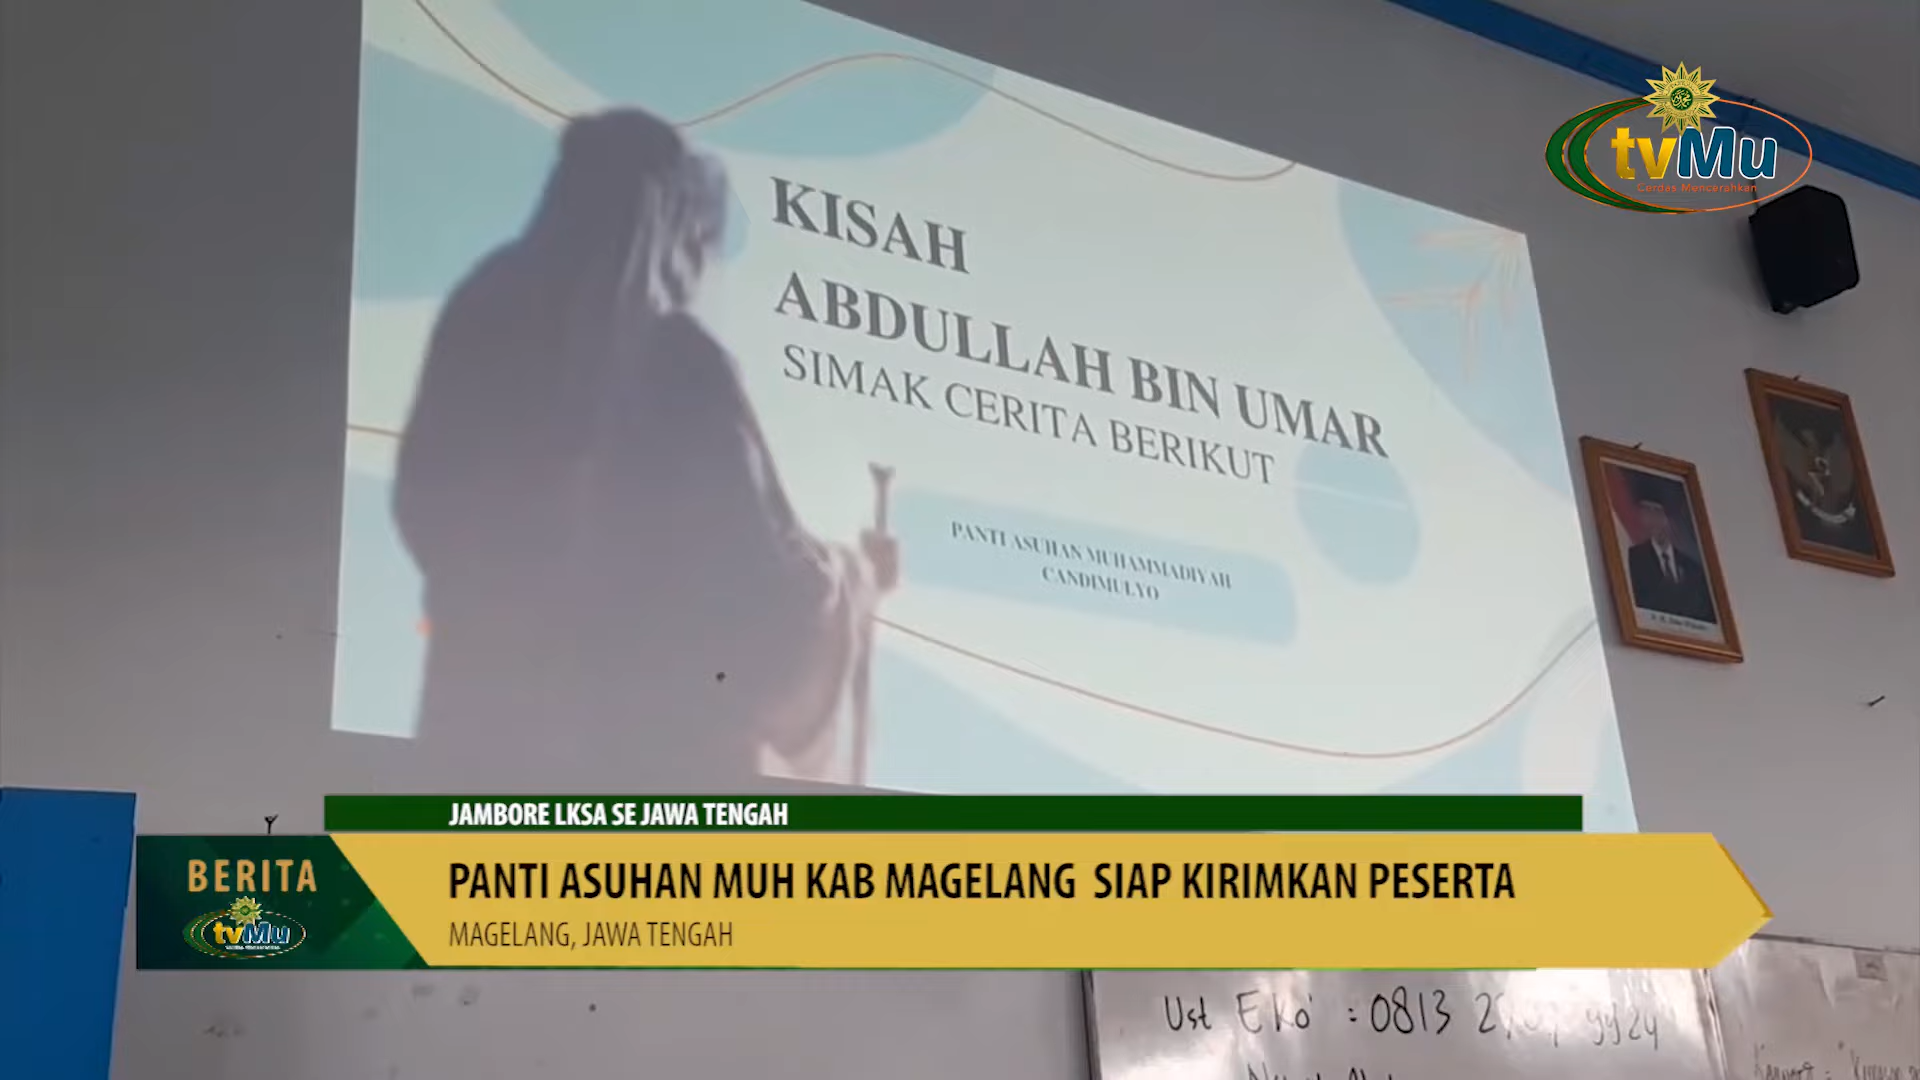 tvMu
Cerdas Mencerahkan
KISAH
ABDULLAH BIN UMAR
SIMAK CERITA BERIKUT
PANTI ASUHAN MUHAMMADIYAH
CANDIMULYO
JAMBORE LKSA SE JAWA TENGAH
BERITA
tvMu
PANTI ASUHAN MUH KAB MAGELANG SIAP KIRIMKAN PESERTA
MAGELANG, JAWA TENGAH
Ust Eko : 0813